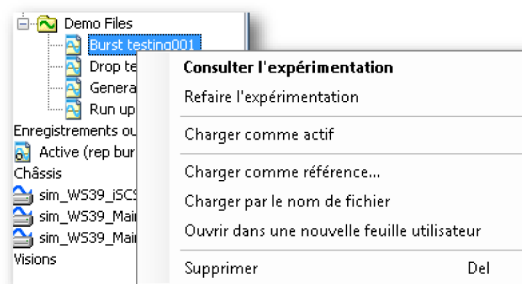 Demo Files
Burst testing001
Drop te
Genera
Run up
Enregistrements ou
Active (rep bur
Châssis
sim_WS39_iSCS
sim_WS39_Mai
sim_WS39_Mai
Visions
Consulter l'expérimentation
Refaire l'expérimentation
Charger comme actif
Charger comme référence...
Charger par le nom de fichier
Ouvrir dans une nouvelle feuille utilisateur
Supprimer Del